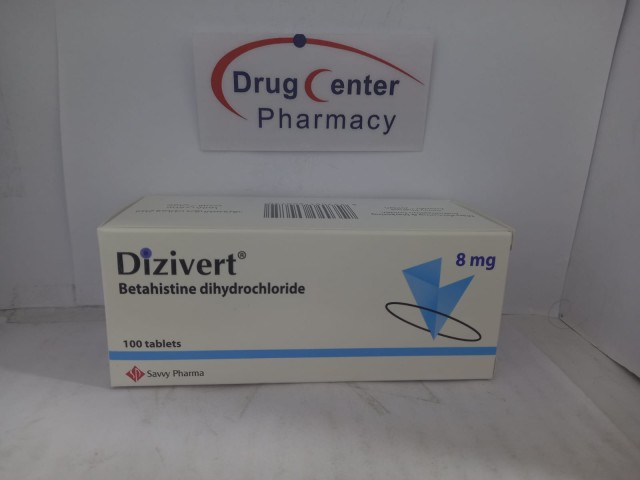 Drug Center
Pharmacy
Dizivert®
8 mg
Betahistine dihydrochloride
100 tablets
Savvy Pharma